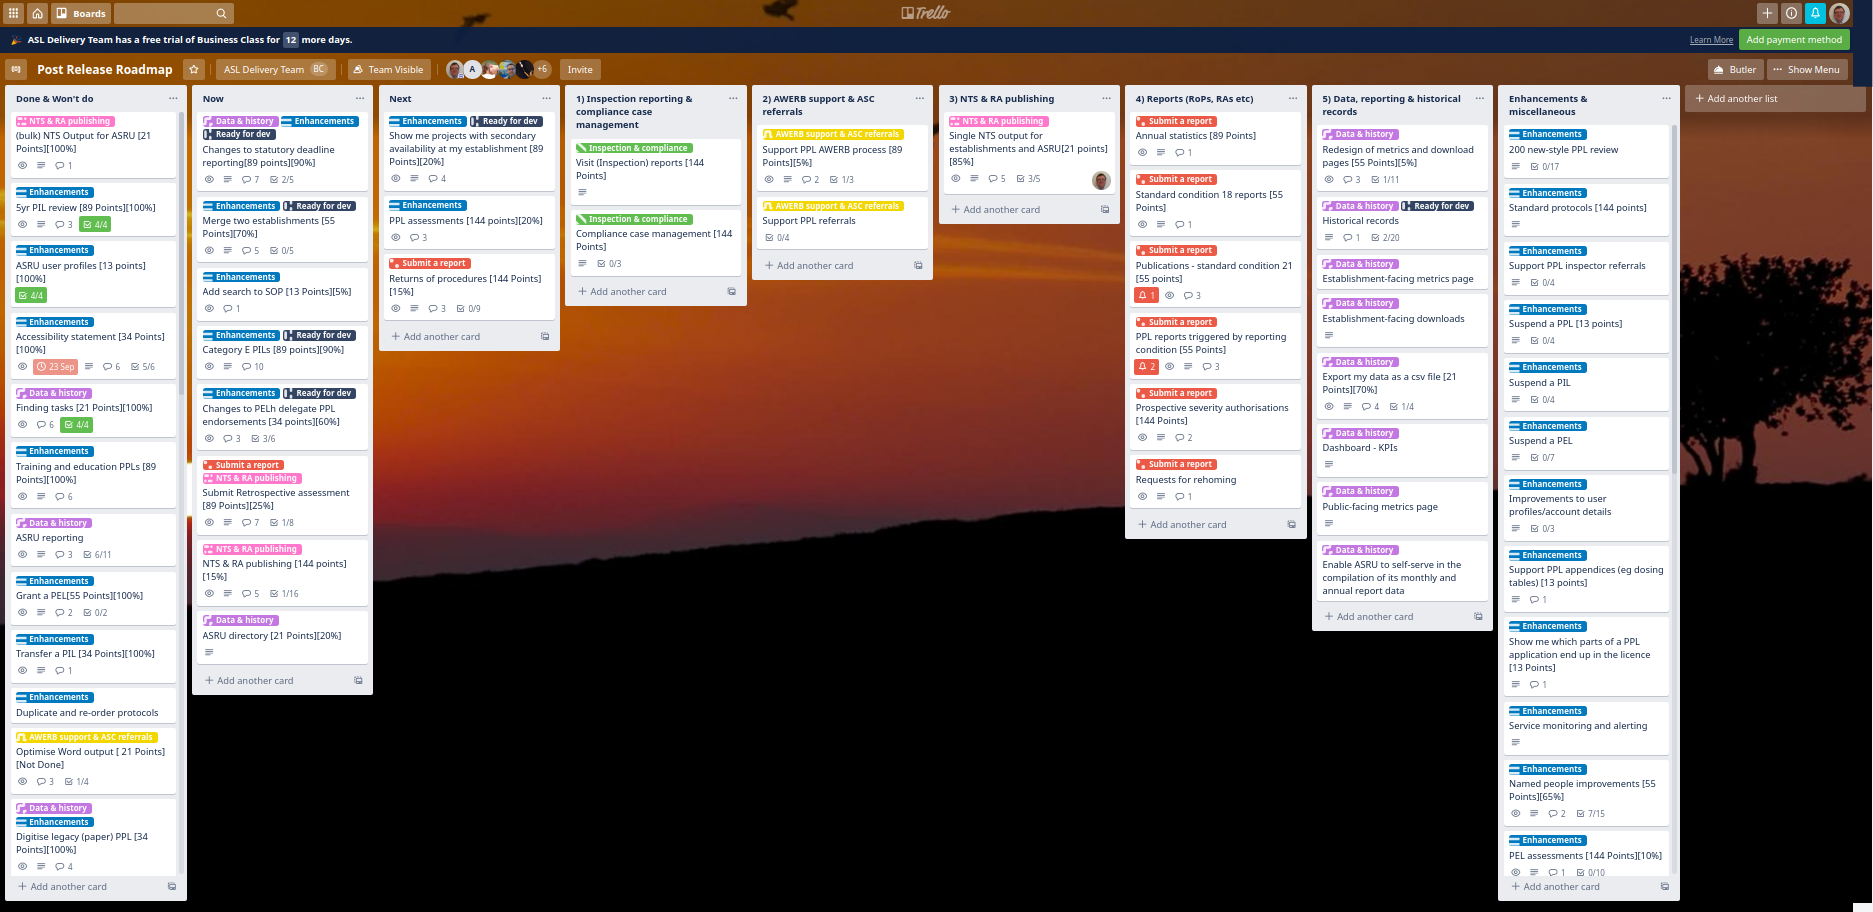 Boards
Trello
ASL Delivery Team has a free trial of Business Class for 12 more days.
Learn More
Add payment method
Post Release Roadmap
ASL Delivery Team BC
Team Visible
A
+6
Invite
Butler
Show Menu
Done & Won't do
NTS & RA publishing
(bulk) NTS Output for ASRU [21
Points][100%]
1
Enhancements
5yr PIL review [89 Points][100%]
3 4/4
Enhancements
ASRU user profiles [13 points]
[100%]
4/4
Enhancements
Accessibility statement [34 Points]
[100%]
23 Sep 6 5/6
Data & history
Finding tasks [21 Points][100%]
6 4/4
Enhancements
Training and education PPLs [89
Points][100%]
6
Data & history
ASRU reporting
3 6/11
Enhancements
Grant a PEL[55 Points][100%]
2 0/2
Enhancements
Transfer a PIL [34 Points][100%]
1
Enhancements
Duplicate and re-order protocols
AWERB support & ASC referrals
Optimise Word output [ 21 Points]
[Not Done]
3 1/4
Data & history
Enhancements
Digitise legacy (paper) PPL [34
Points][100%]
4
+ Add another card
Now
Data & history Enhancements
Ready for dev
Changes to statutory deadline
reporting[89 points][90%]
7 2/5
Enhancements Ready for dev
Merge two establishments [55
Points][70%]
5 0/5
Enhancements
Add search to SOP [13 Points][5%]
1
Enhancements Ready for dev
Category E PILs [89 points][90%]
10
Enhancements Ready for dev
Changes to PELh delegate PPL
endorsements [34 points][60%]
3 3/6
Submit a report
NTS & RA publishing
Submit Retrospective assessment
[89 Points][25%]
7 1/8
NTS & RA publishing
NTS & RA publishing [144 points]
[15%]
5 1/16
Data & history
ASRU directory [21 Points][20%]
+ Add another card
Next
Enhancements Ready for dev
Show me projects with secondary
availability at my establishment [89
Points][20%]
4
Enhancements
PPL assessments [144 points][20%]
3
Submit a report
Returns of procedures [144 Points]
[15%]
3 0/9
+ Add another card
1) Inspection reporting &
compliance case
management
Inspection & compliance
Visit (Inspection) reports [144
Points]
Inspection & compliance
Compliance case management [144
Points]
0/3
+ Add another card
2) AWERB support & ASC
referrals
AWERB support & ASC referrals
Support PPL AWERB process [89
Points][5%]
2 1/3
AWERB support & ASC referrals
Support PPL referrals
0/4
+ Add another card
3) NTS & RA publishing
NTS & RA publishing
Single NTS output for
establishments and ASRU[21 points]
[85%]
5 3/5
+ Add another card
4) Reports (RoPs, RAs etc)
Submit a report
Annual statistics [89 Points]
1
Submit a report
Standard condition 18 reports [55
Points]
1
Submit a report
Publications - standard condition 21
[55 points]
1 3
Submit a report
PPL reports triggered by reporting
condition [55 Points]
2 3
Submit a report
Prospective severity authorisations
[144 Points]
2
Submit a report
Requests for rehoming
1
+ Add another card
5) Data, reporting & historical
records
Data & history
Redesign of metrics and download
pages [55 Points][5%]
3 1/11
Data & history Ready for dev
Historical records
1 2/20
Data & history
Establishment-facing metrics page
Data & history
Establishment-facing downloads
Data & history
Export my data as a csv file [21
Points][70%]
4 1/4
Data & history
Dashboard - KPIs
Data & history
Public-facing metrics page
Data & history
Enable ASRU to self-serve in the
compilation of its monthly and
annual report data
+ Add another card
Enhancements &
miscellaneous
Enhancements
200 new-style PPL review
0/17
Enhancements
Standard protocols [144 points]
Enhancements
Support PPL inspector referrals
0/4
Enhancements
Suspend a PPL [13 points]
0/4
Enhancements
Suspend a PIL
0/4
Enhancements
Suspend a PEL
0/7
Enhancements
Improvements to user
profiles/account details
0/3
Enhancements
Support PPL appendices (eg dosing
tables) [13 points]
1
Enhancements
Show me which parts of a PPL
application end up in the licence
[13 Points]
1
Enhancements
Service monitoring and alerting
Enhancements
Named people improvements [55
Points][65%]
2 7/15
Enhancements
PEL assessments [144 Points][10%]
1 0/10
+ Add another card
+ Add another list